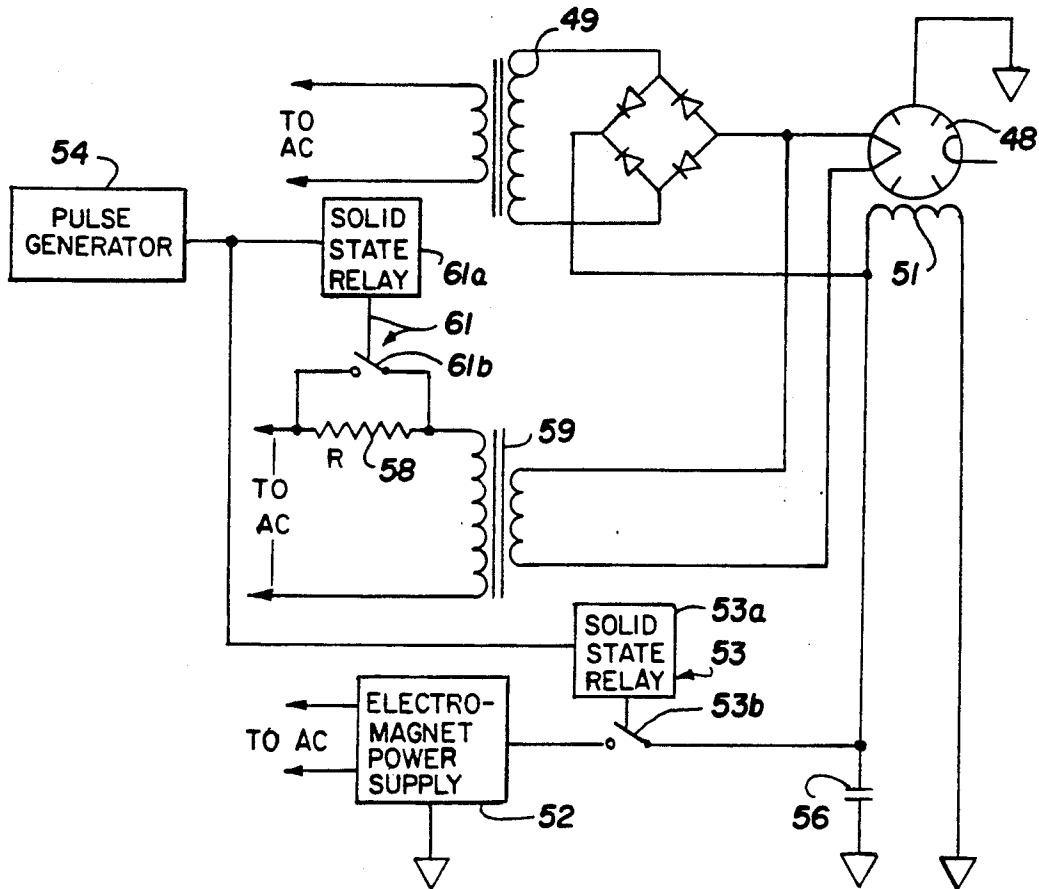 49
TO
AC
48
54
PULSE
GENERATOR
SOLID
STATE
RELAY
61a
51
61
61b
R
58
59
TO
AC
SOLID
STATE
RELAY
53a
53
53b
ELECTRO-
MAGNET
POWER
SUPPLY
TO AC
52
56